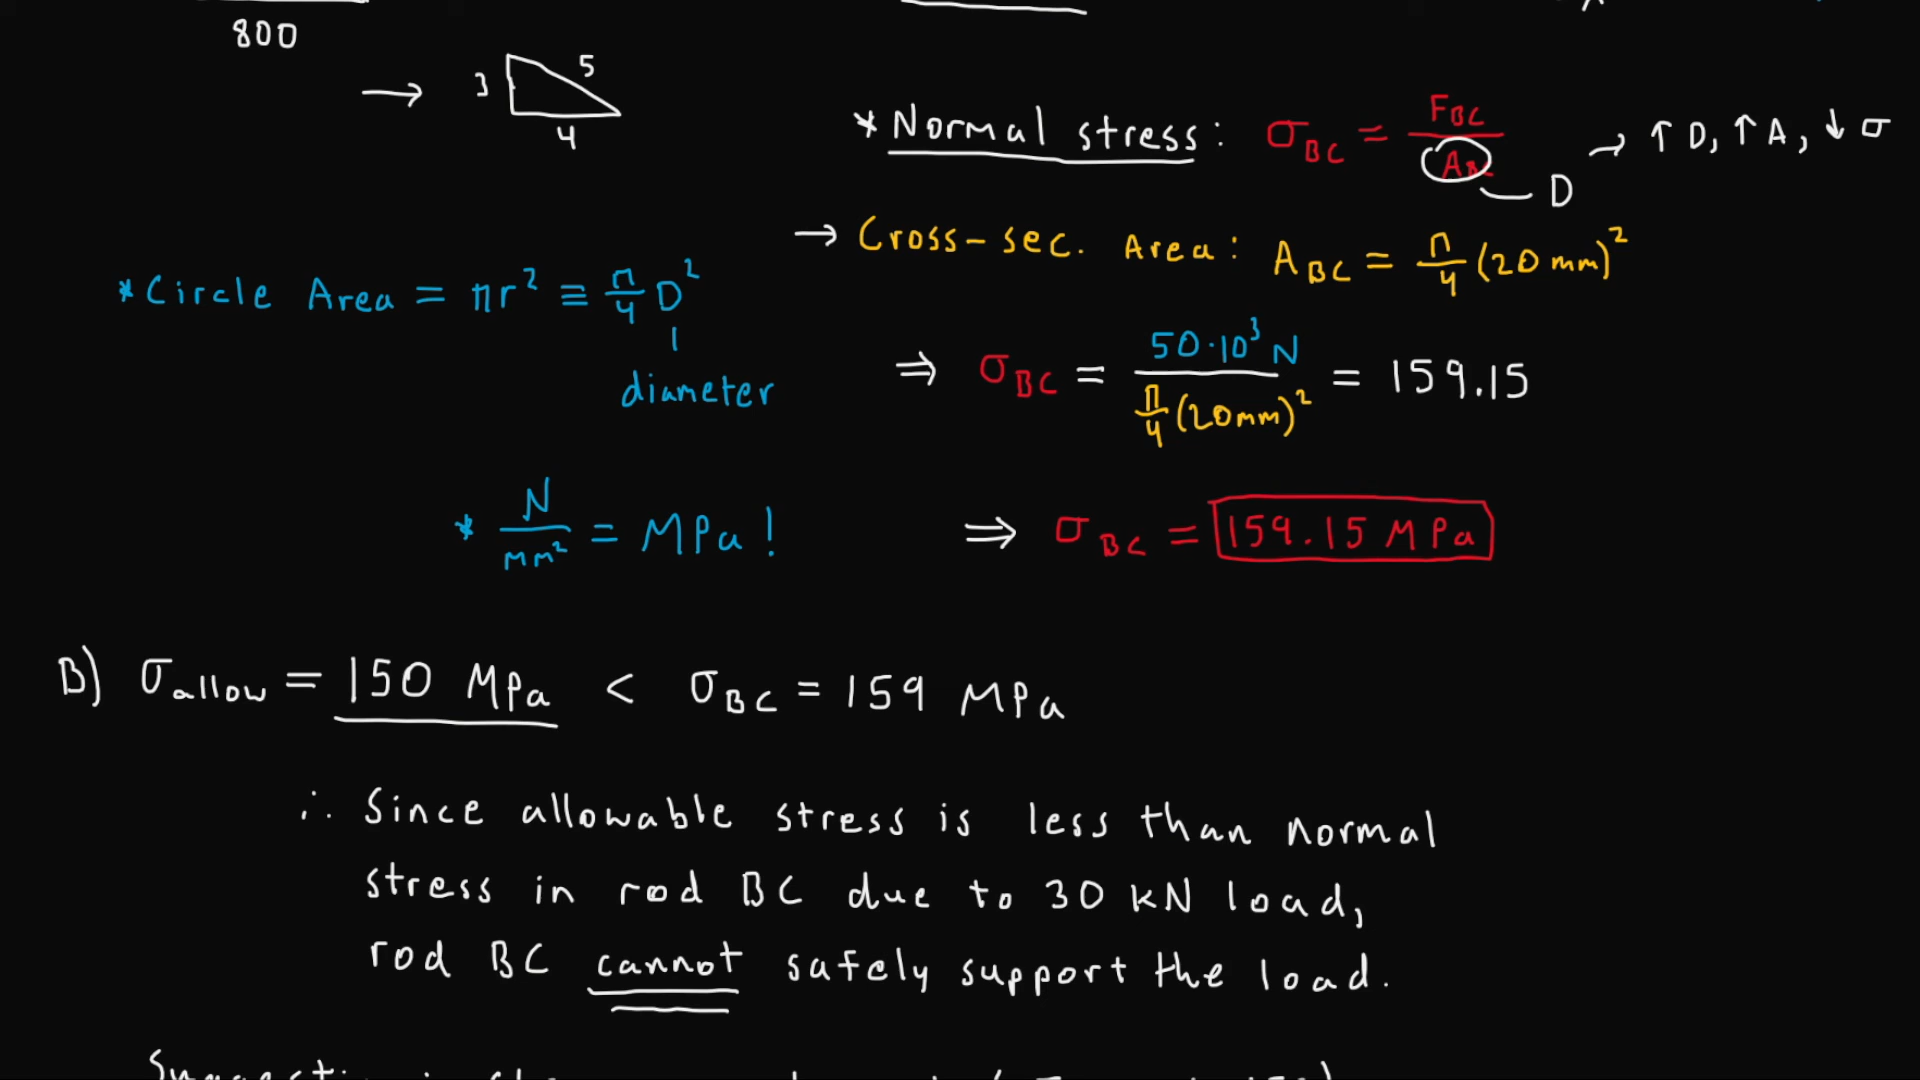 800
→ 3 5 4
* Normal stress: σBC = FBC / ABC → ↑ D, ↑ A, ↓ σ
D
→ Cross-sec. Area: ABC = π/4 (20 mm)²
* Circle Area = πr² ≡ π/4 D²
diameter
⇒ σBC = 50·10³ N / π/4 (20mm)² = 159.15
* N/mm² = MPa!
⇒ σBC = 159.15 MPa
B) σallow = 150 MPa < σBC = 159 MPa
∴ Since allowable stress is less than normal
stress in rod BC due to 30 kN load,
rod BC cannot safely support the load.